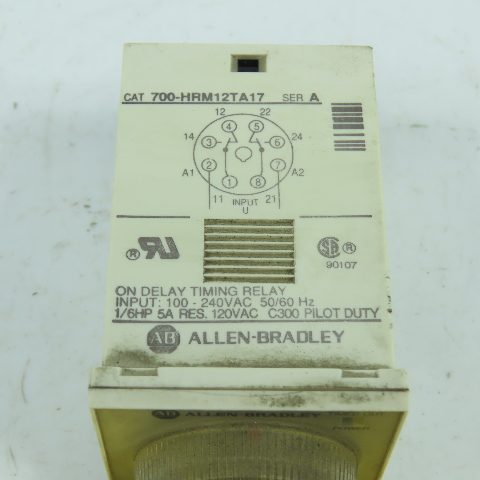 CAT 700-HRM12TA17 SER A
12 22
14 4 5 24
3 6
A1 2 7 A2
11 1 8 21
INPUT
U
90107
ON DELAY TIMING RELAY
INPUT: 100 - 240VAC 50/60 Hz
1/6HP 5A RES. 120VAC C300 PILOT DUTY
AB ALLEN-BRADLEY
AB ALLEN-BRADLEY
POWER